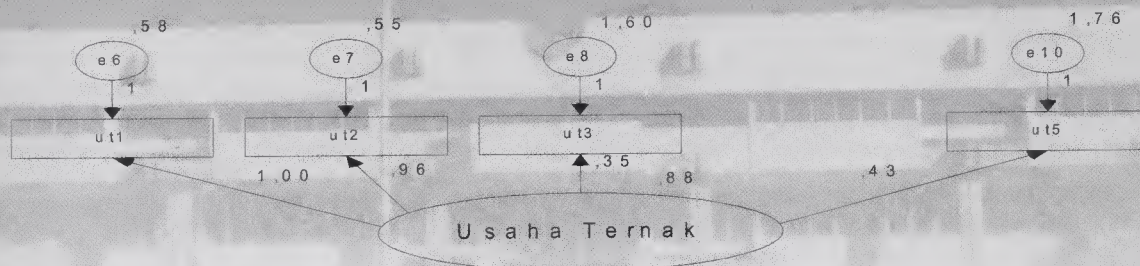 ,58 ,55 1,60 1,76
e6 e7 e8 e10
1 1 1 1
ut1 ut2 ut3 ut5
1,00 ,96 ,35 ,88 ,43
Usaha Ternak